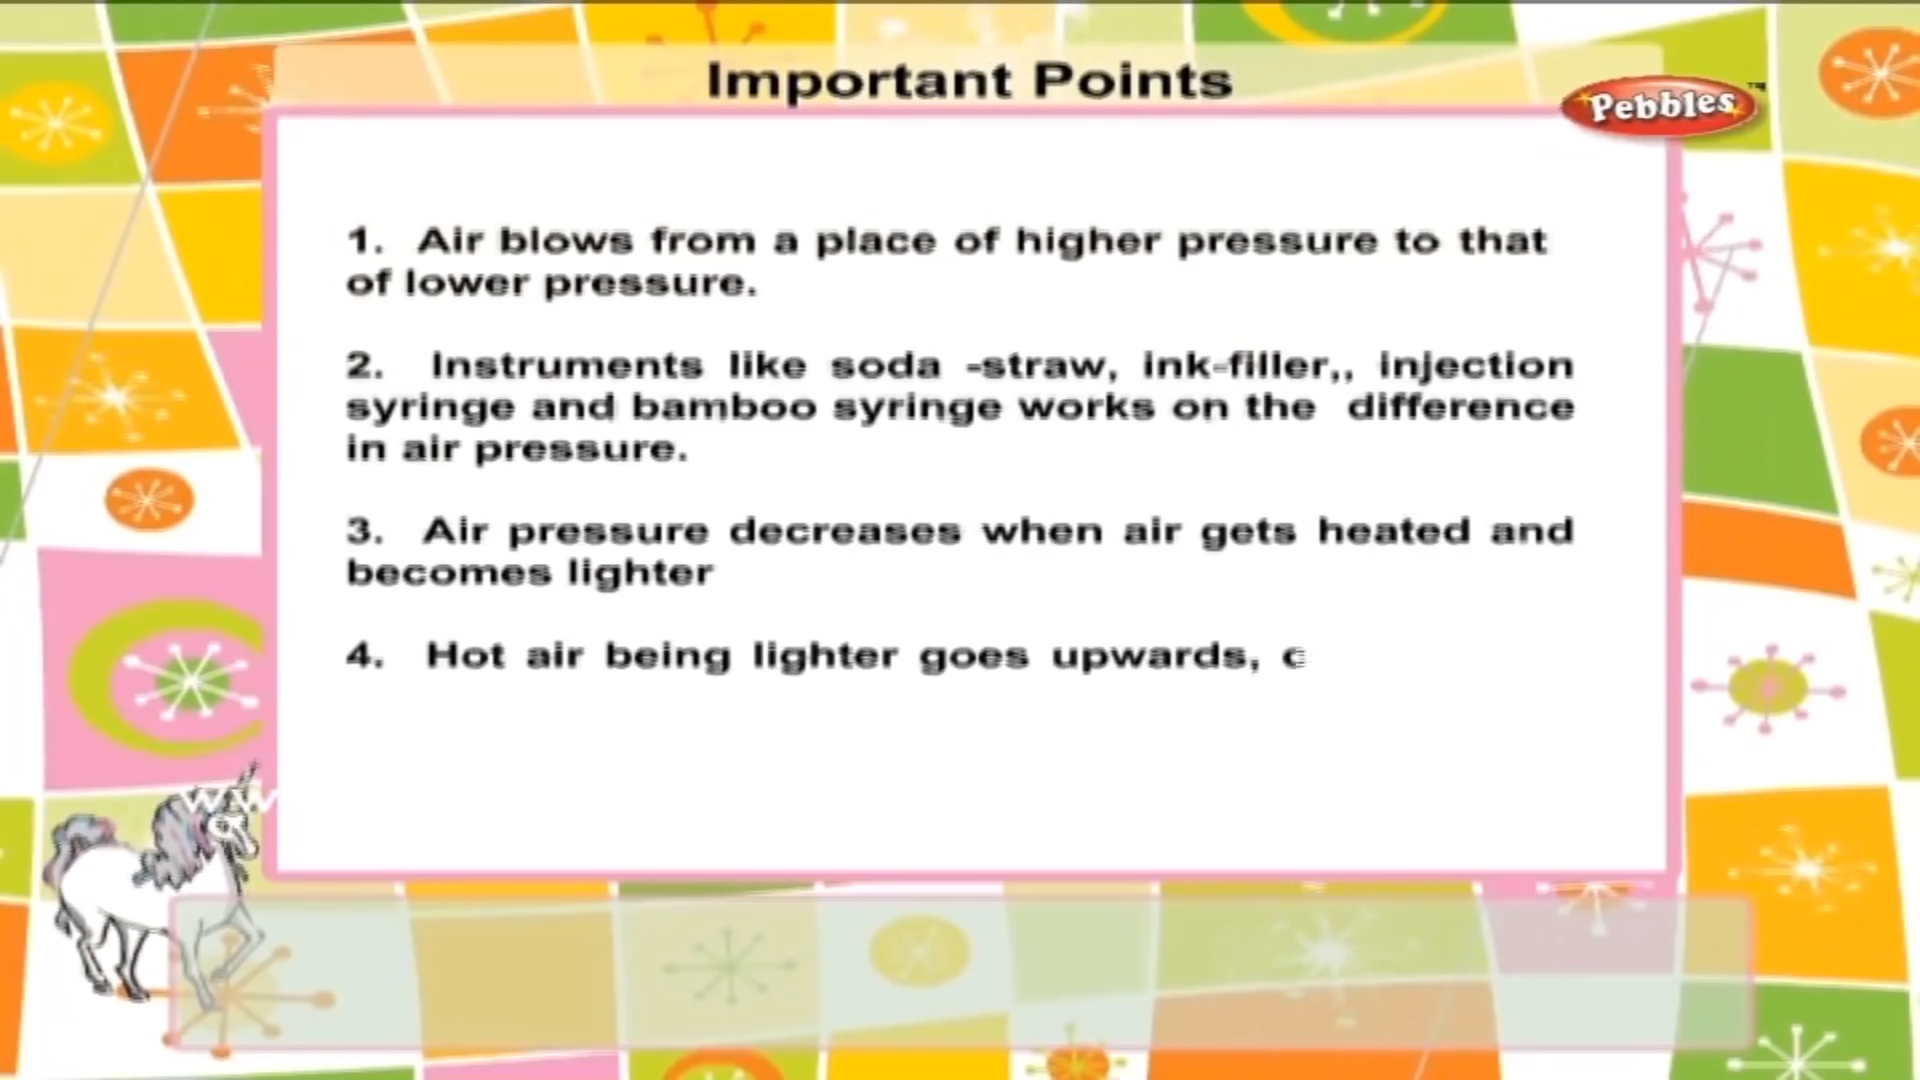 Important Points
Pebbles™
1. Air blows from a place of higher pressure to that
of lower pressure.
2. Instruments like soda -straw, ink-filler,, injection
syringe and bamboo syringe works on the difference
in air pressure.
3. Air pressure decreases when air gets heated and
becomes lighter
4. Hot air being lighter goes upwards, c
ww